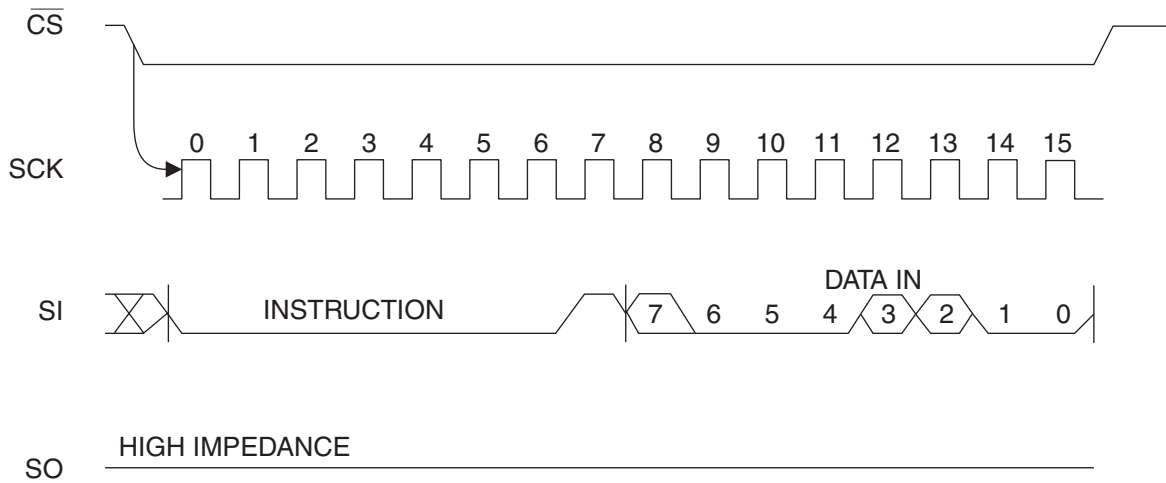 CS
0 1 2 3 4 5 6 7 8 9 10 11 12 13 14 15
SCK
DATA IN
SI INSTRUCTION 7 6 5 4 3 2 1 0
HIGH IMPEDANCE
SO